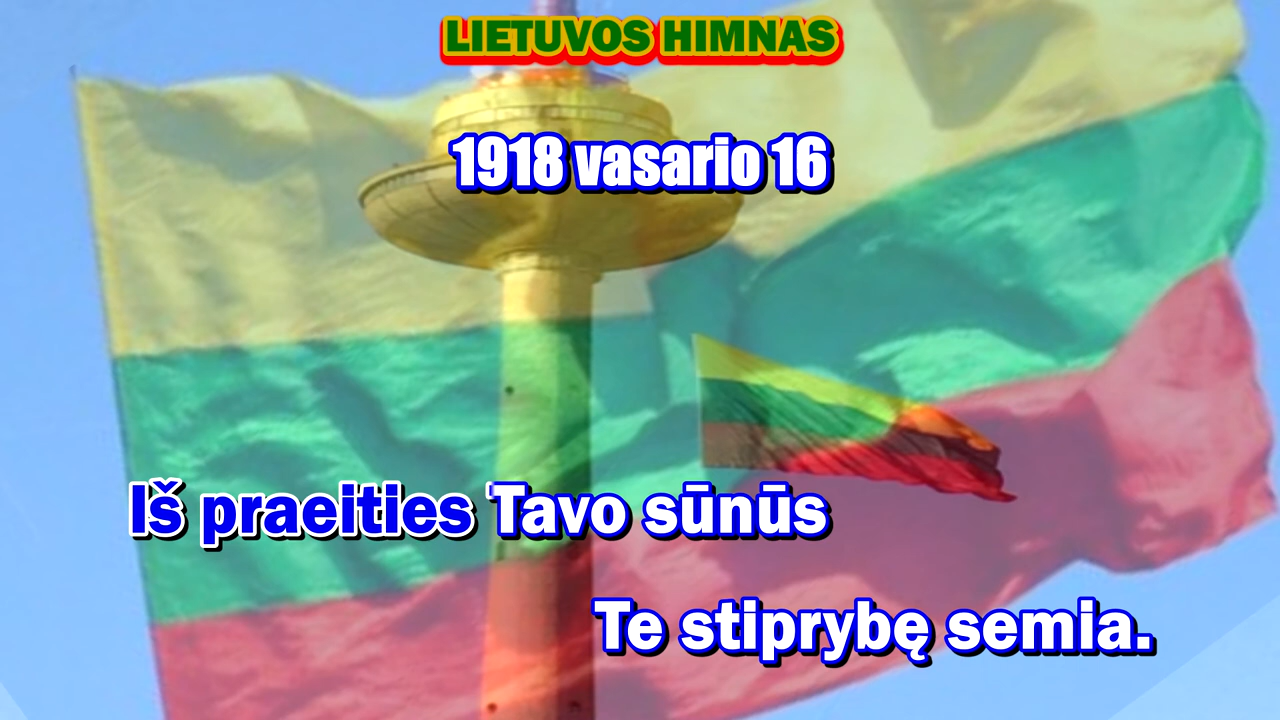 LIETUVOS HIMNAS
1918 vasario 16
Iš praeities Tavo sūnūs
Te stiprybę semia.